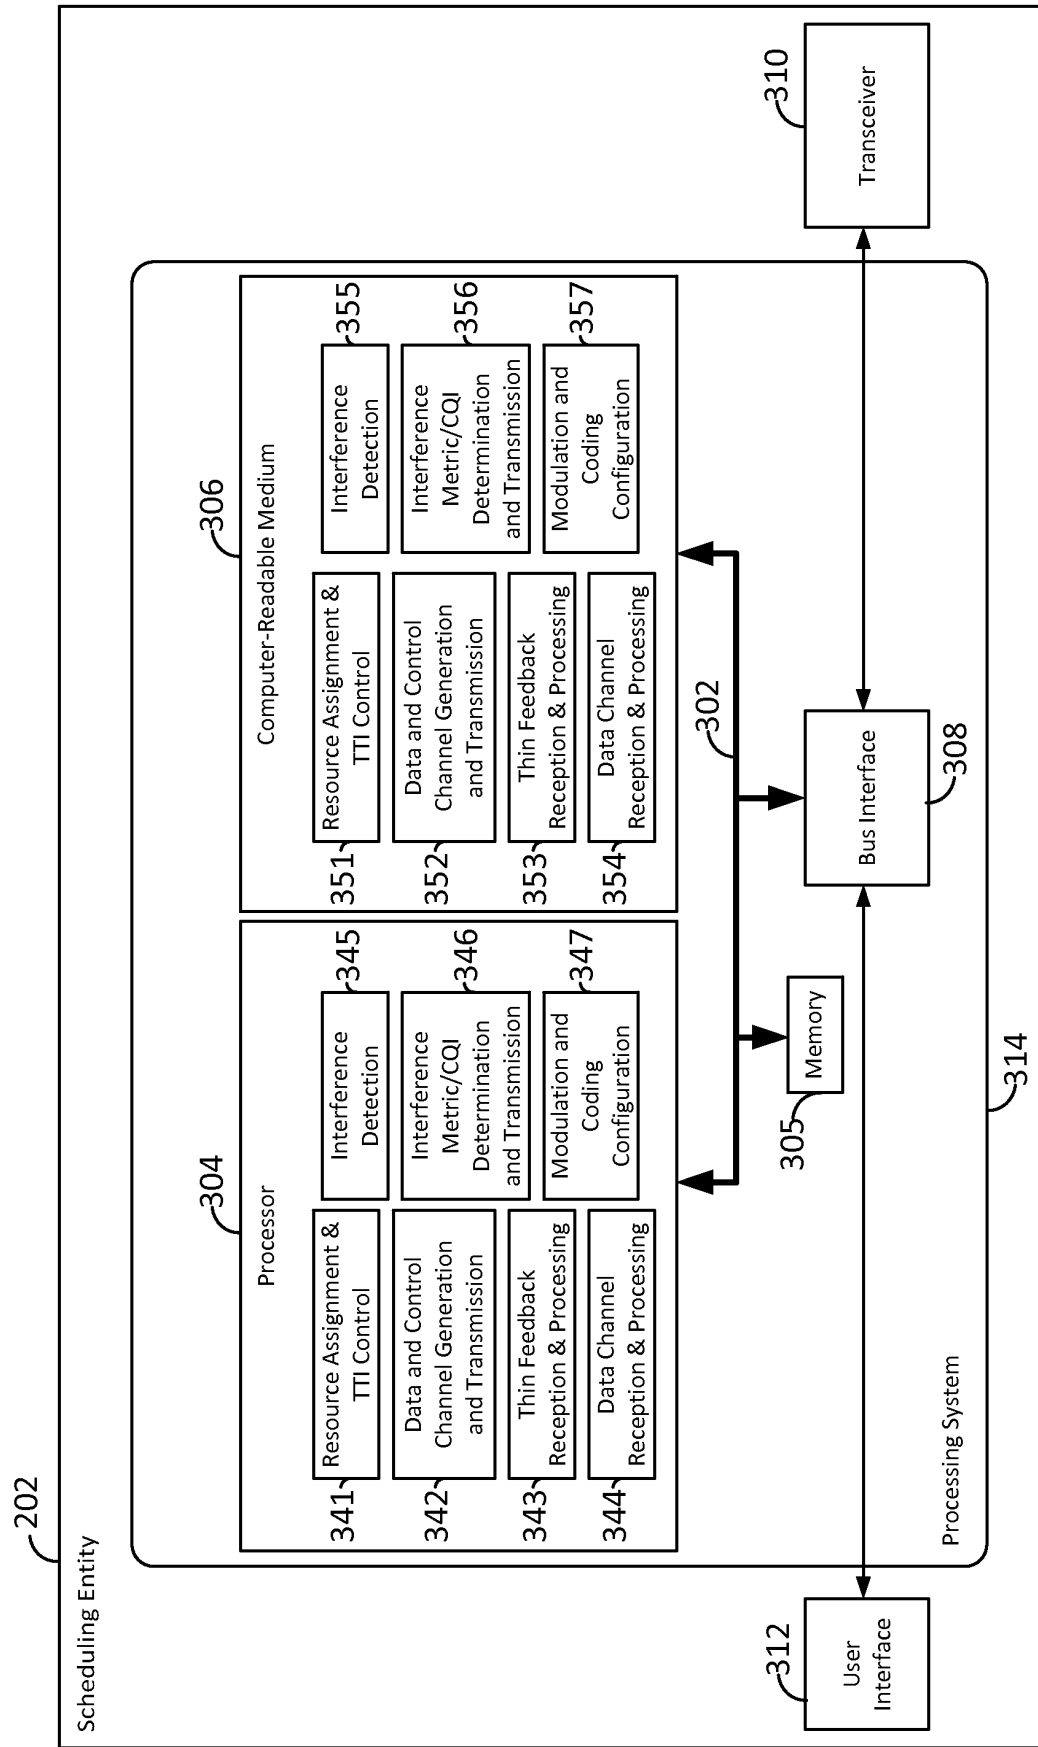 202
Scheduling Entity
304
Processor
341
Resource Assignment &
TTI Control
342
Data and Control
Channel Generation
and Transmission
343
Thin Feedback
Reception & Processing
344
Data Channel
Reception & Processing
345
Interference
Detection
346
Interference
Metric/CQI
Determination
and Transmission
347
Modulation and
Coding
Configuration
306
Computer-Readable Medium
351
Resource Assignment &
TTI Control
352
Data and Control
Channel Generation
and Transmission
353
Thin Feedback
Reception & Processing
354
Data Channel
Reception & Processing
355
Interference
Detection
356
Interference
Metric/CQI
Determination
and Transmission
357
Modulation and
Coding
Configuration
302
305
Memory
312
User
Interface
Bus Interface
308
310
Transceiver
Processing System
314